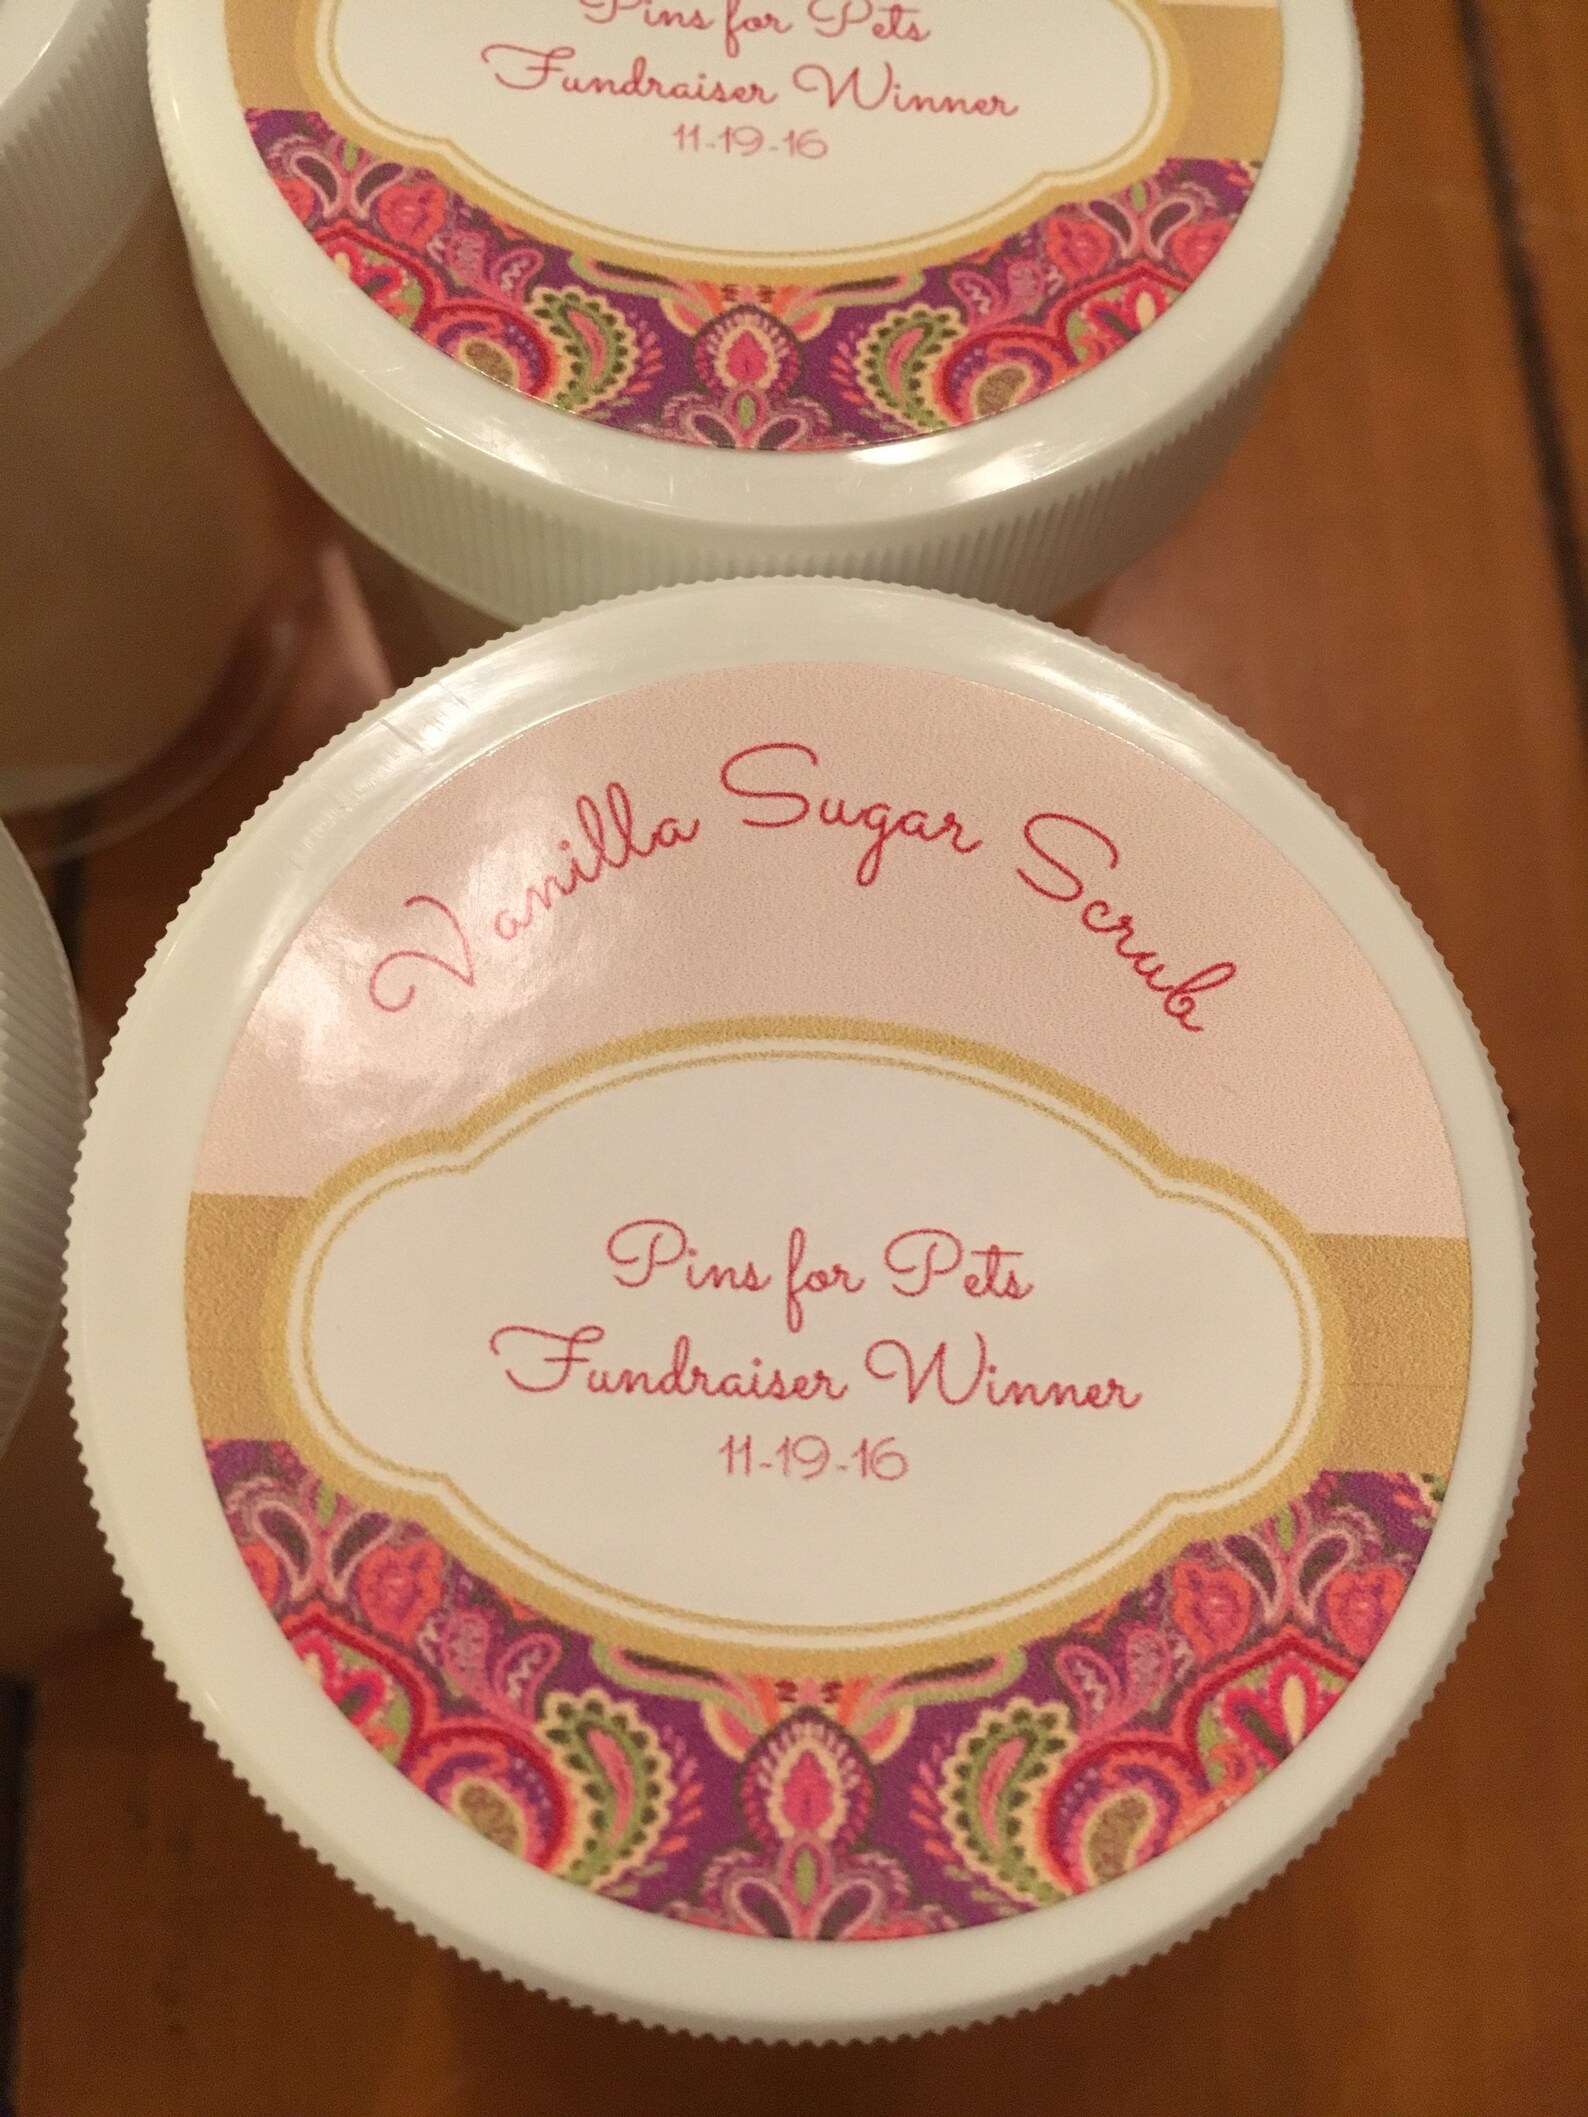 Pins for Pets
Fundraiser Winner
11-19-16
Vanilla Sugar Scrub
Pins for Pets
Fundraiser Winner
11-19-16